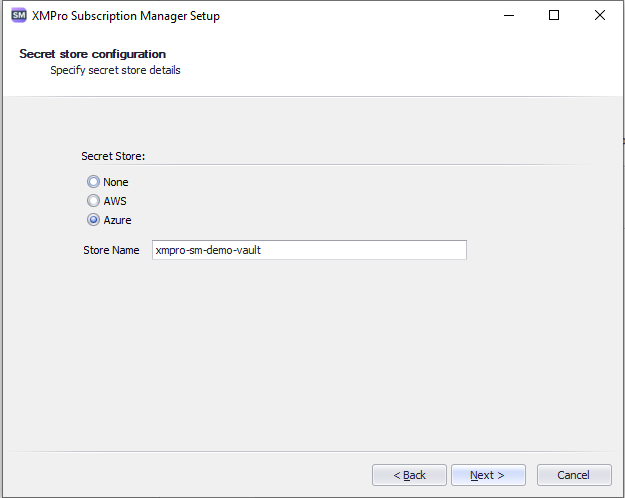 SM XMPro Subscription Manager Setup
Secret store configuration
Specify secret store details
Secret Store:
None
AWS
Azure
Store Name xmpro-sm-demo-vault
< Back Next > Cancel